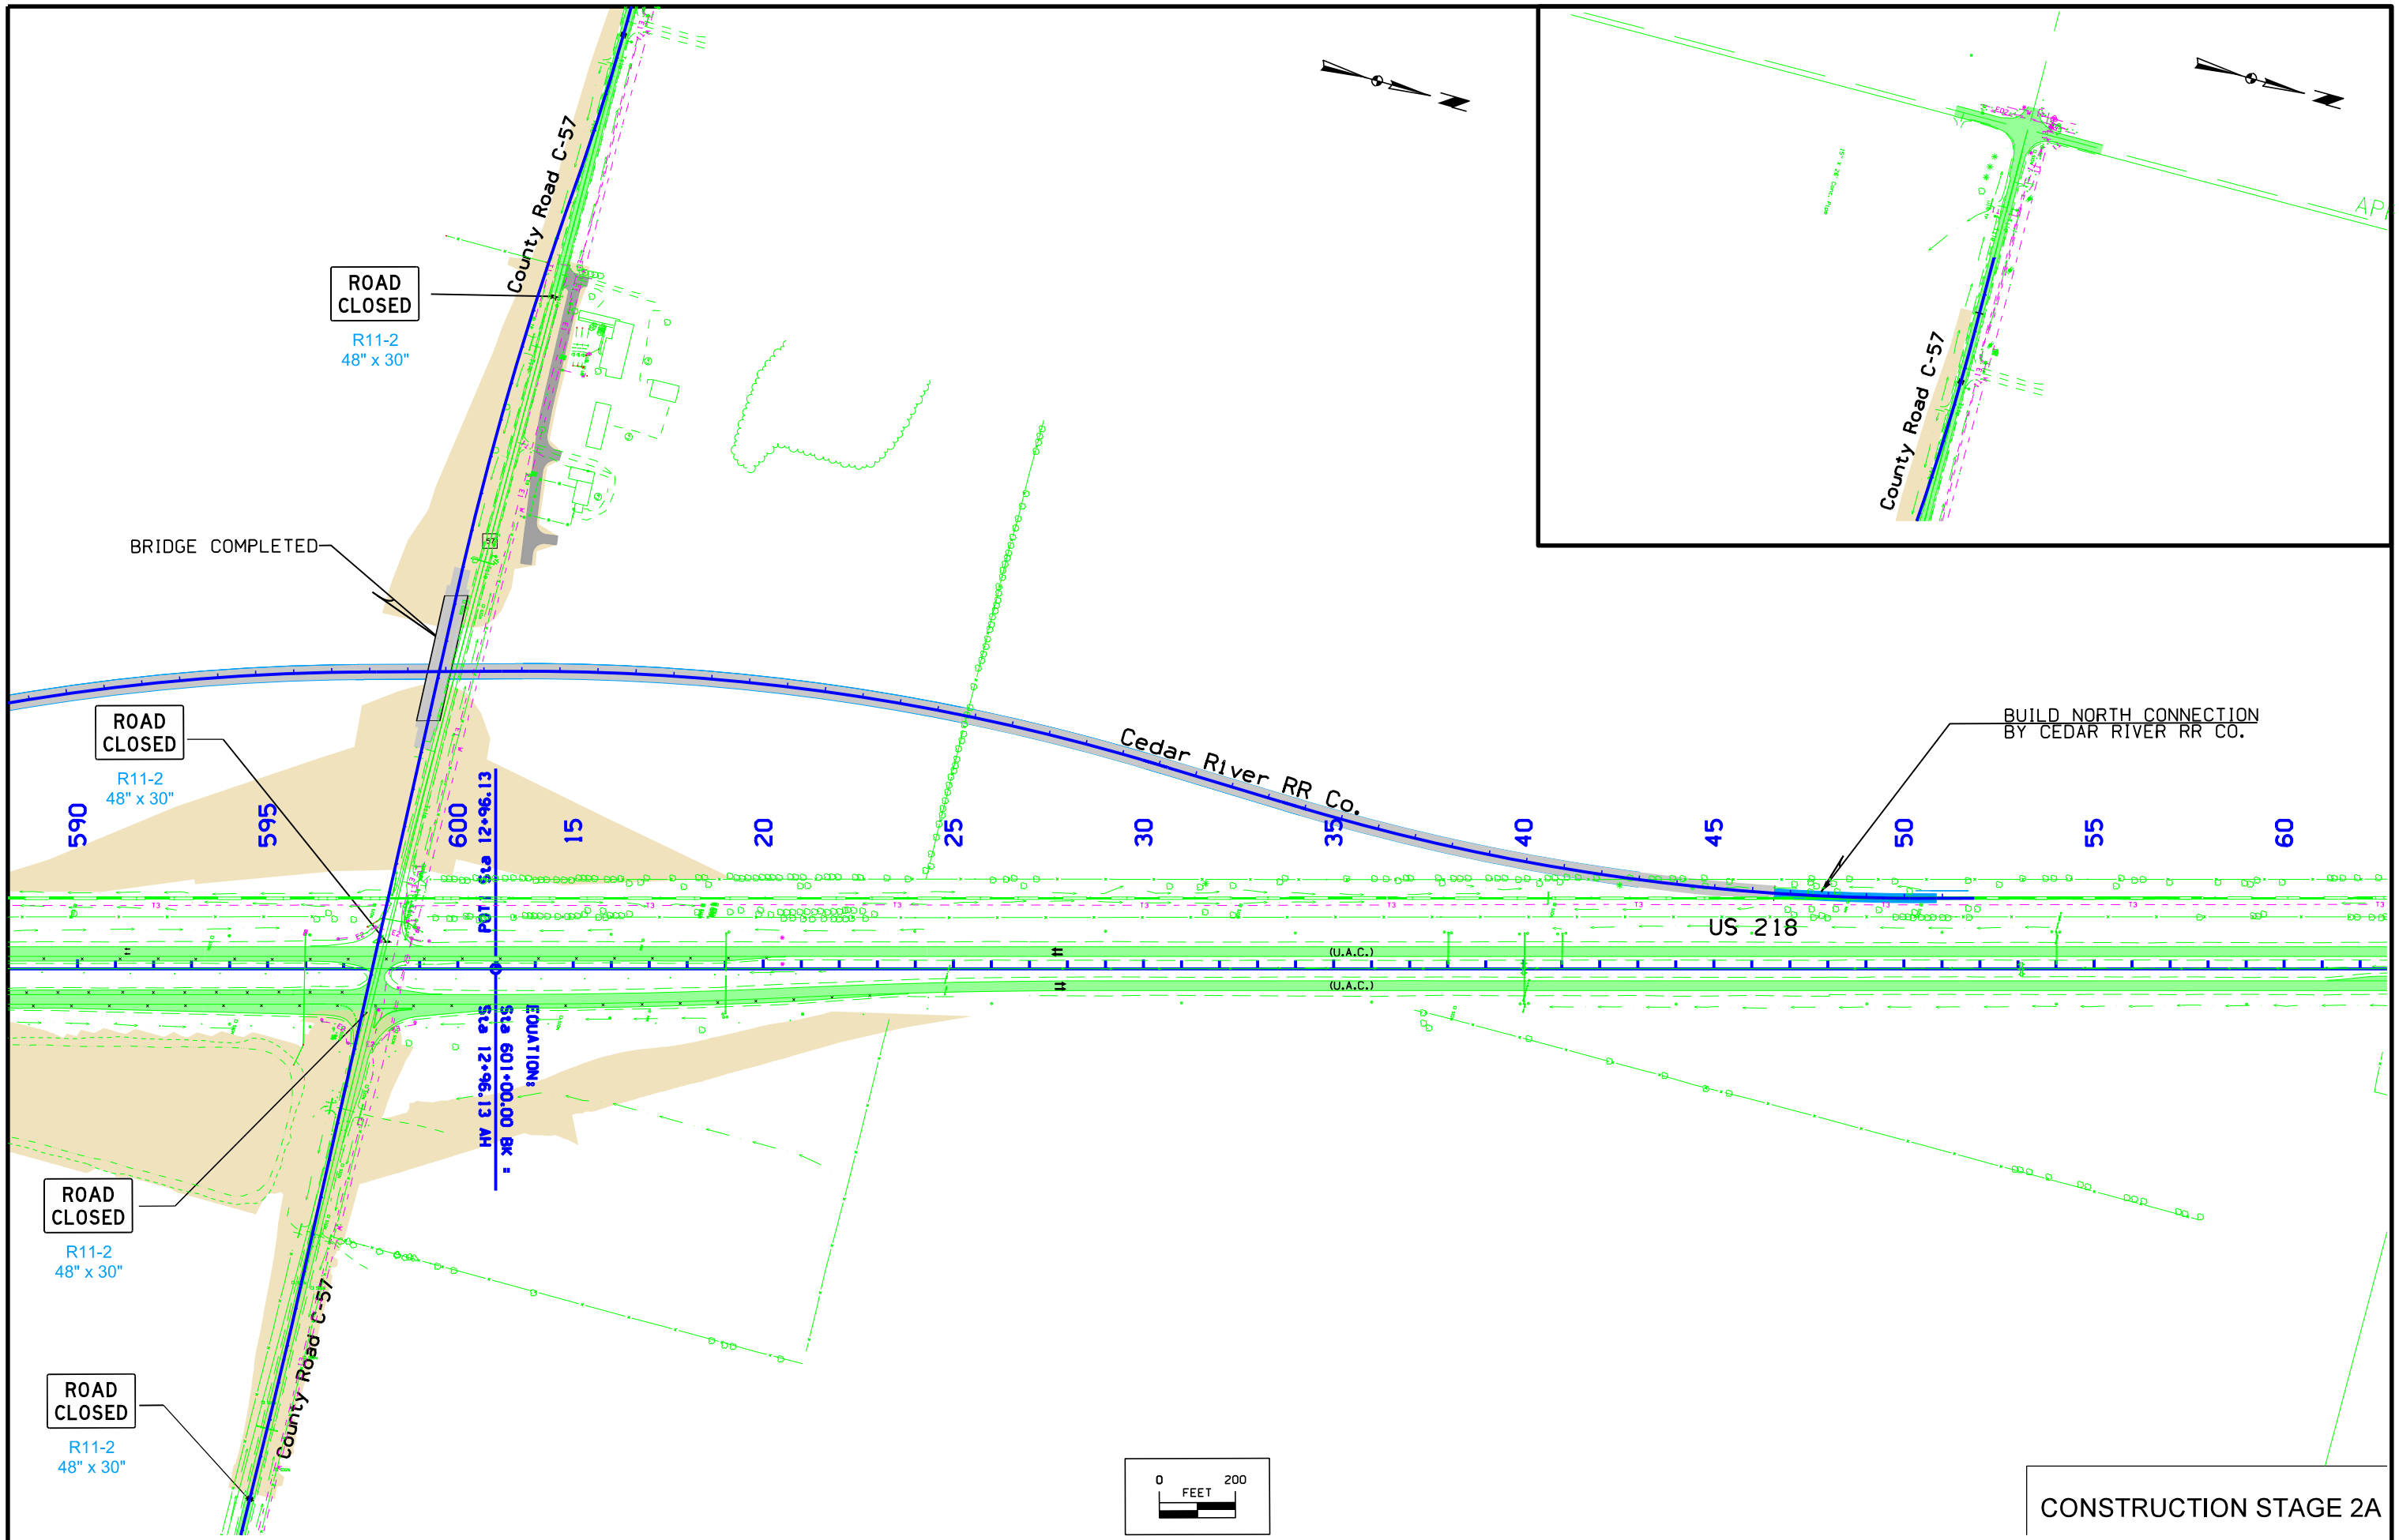 County Road C-57
ROAD
CLOSED
R11-2
48" x 30"
BRIDGE COMPLETED
57
ROAD
CLOSED
R11-2
48" x 30"
590
595
600
15
20
25
30
35
40
45
50
55
60
POT Sta 12+96.13
Cedar River RR Co.
BUILD NORTH CONNECTION
BY CEDAR RIVER RR CO.
US 218
(U.A.C.)
(U.A.C.)
EQUATION:
Sta 601+00.00 BK =
Sta 12+96.13 AH
ROAD
CLOSED
R11-2
48" x 30"
County Road C-57
ROAD
CLOSED
R11-2
48" x 30"
0 200
FEET
CONSTRUCTION STAGE 2A
County Road C-57
N
N